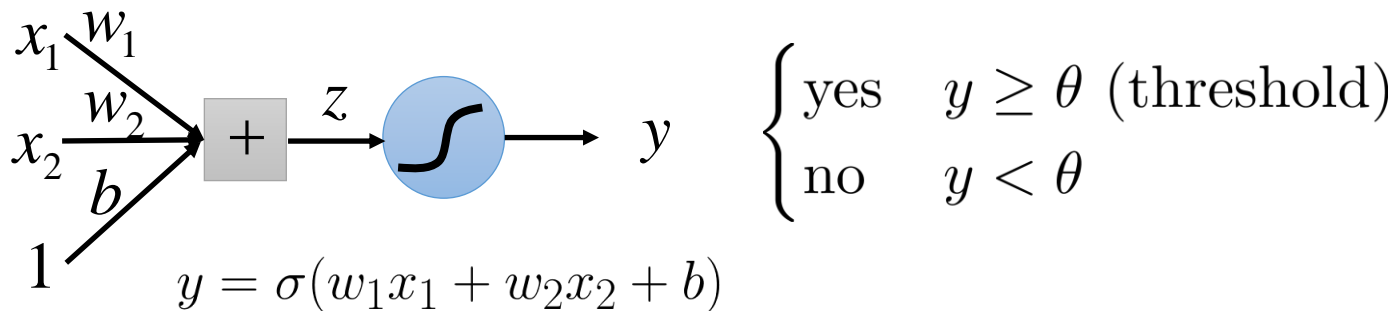 x₁ w₁
x₂ w₂
b
1
+
z
y
y = σ(w₁x₁ + w₂x₂ + b)
{ yes y ≥ θ (threshold)
no y < θ